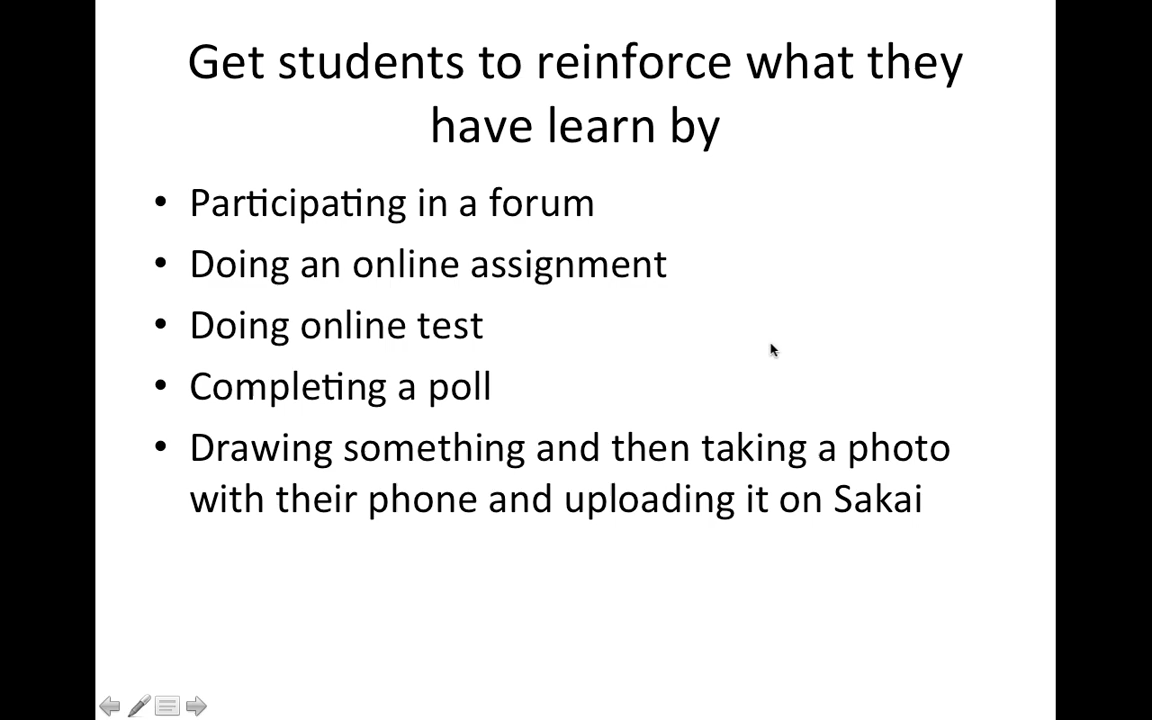 Get students to reinforce what they
have learn by
• Participating in a forum
• Doing an online assignment
• Doing online test
• Completing a poll
• Drawing something and then taking a photo
with their phone and uploading it on Sakai